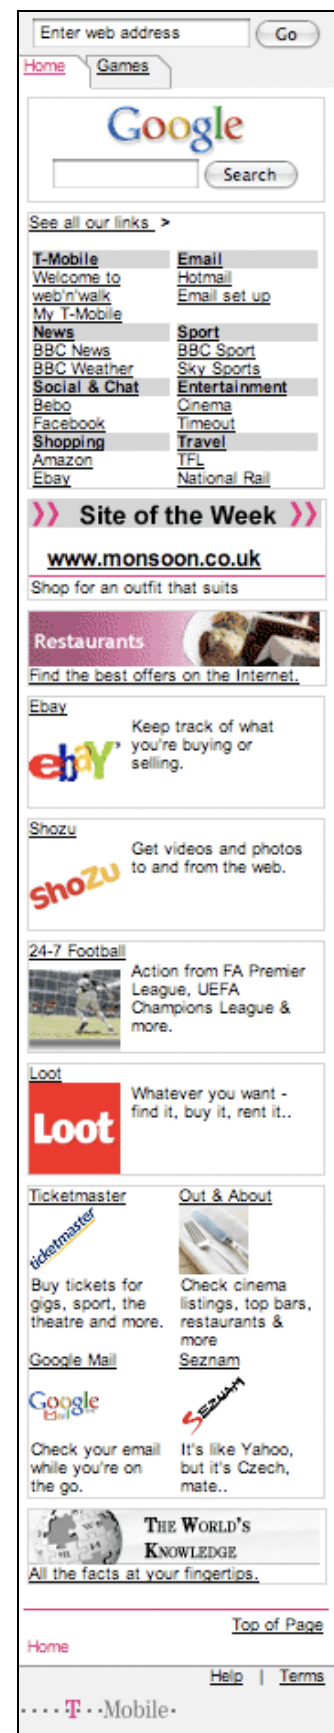 Enter web address Go
Home Games
Google
Search
See all our links >
T-Mobile Email
Welcome to Hotmail
web'n'walk Email set up
My T-Mobile
News Sport
BBC News BBC Sport
BBC Weather Sky Sports
Social & Chat Entertainment
Bebo Cinema
Facebook Timeout
Shopping Travel
Amazon TFL
Ebay National Rail
Site of the Week
www.monsoon.co.uk
Shop for an outfit that suits
Restaurants
Find the best offers on the Internet.
Ebay
Keep track of what
you're buying or
selling.
ebay
Shozu
Get videos and photos
to and from the web.
ShoZu
24-7 Football
Action from FA Premier
League, UEFA
Champions League &
more.
Loot
Whatever you want -
find it, buy it, rent it..
Loot
Ticketmaster Out & About
ticketmaster
Buy tickets for Check cinema
gigs, sport, the listings, top bars,
theatre and more. restaurants &
more
Google Mail Seznam
Google SEZNAM
Mail
Check your email It's like Yahoo,
while you're on but it's Czech,
the go. mate..
THE WORLD'S
KNOWLEDGE
All the facts at your fingertips.
Top of Page
Home
Help | Terms
····T··Mobile·